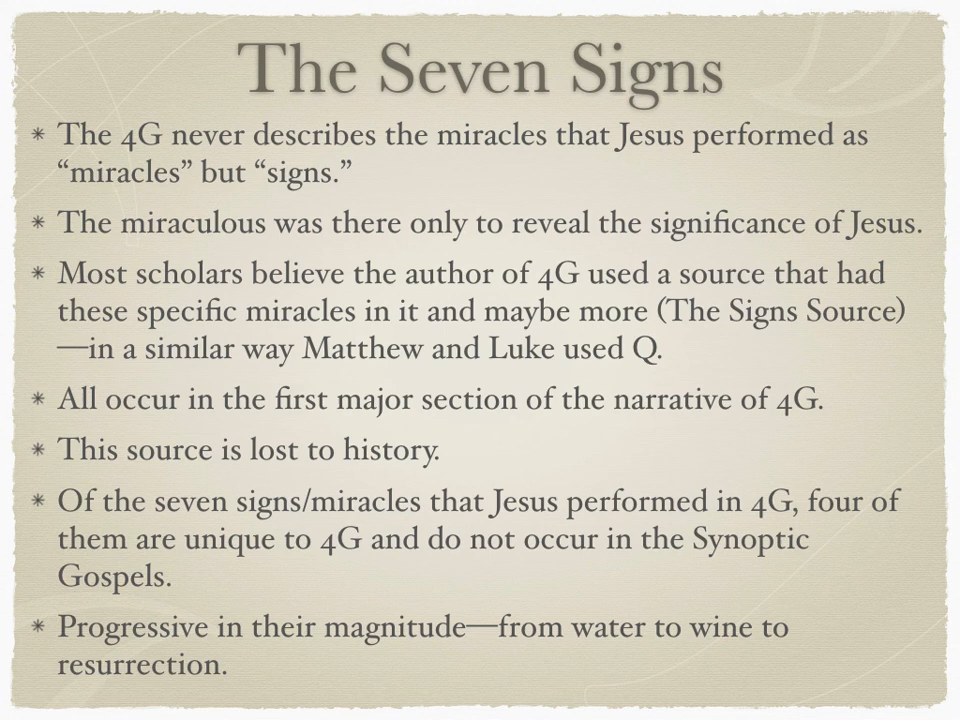 The Seven Signs
* The 4G never describes the miracles that Jesus performed as
“miracles” but “signs.”
* The miraculous was there only to reveal the significance of Jesus.
* Most scholars believe the author of 4G used a source that had
these specific miracles in it and maybe more (The Signs Source)
—in a similar way Matthew and Luke used Q.
* All occur in the first major section of the narrative of 4G.
* This source is lost to history.
* Of the seven signs/miracles that Jesus performed in 4G, four of
them are unique to 4G and do not occur in the Synoptic
Gospels.
* Progressive in their magnitude—from water to wine to
resurrection.